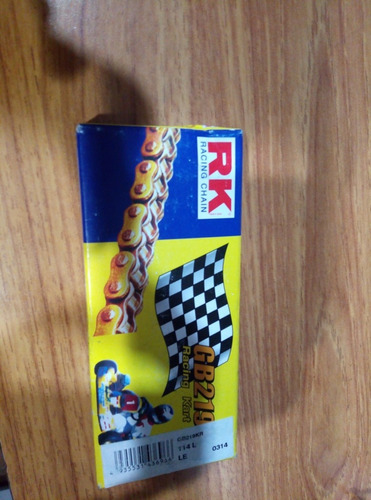 RK
RACING CHAIN
GB219
Racing Kart
114 L
LE 0314